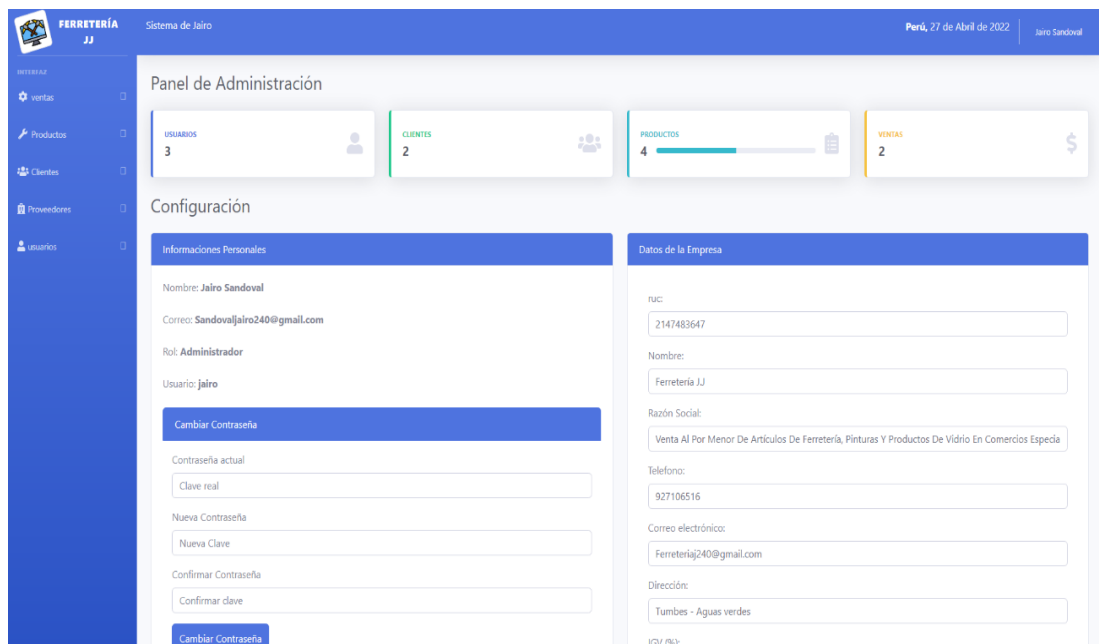 FERRETERÍA
JJ
Sistema de Jairo
Perú, 27 de Abril de 2022
Jairo Sandoval
INTERFAZ
ventas
Productos
Clientes
Proveedores
usuarios
Panel de Administración
USUARIOS
3
CLIENTES
2
PRODUCTOS
4
VENTAS
2
Configuración
Informaciones Personales
Nombre: Jairo Sandoval
Correo: Sandovaljairo240@gmail.com
Rol: Administrador
Usuario: jairo
Cambiar Contraseña
Contraseña actual
Clave real
Nueva Contraseña
Nueva Clave
Confirmar Contraseña
Confirmar clave
Cambiar Contraseña
Datos de la Empresa
ruc:
2147483647
Nombre:
Ferretería JJ
Razón Social:
Venta Al Por Menor De Artículos De Ferretería, Pinturas Y Productos De Vidrio En Comercios Especia
Telefono:
927106516
Correo electrónico:
Ferreteriaj240@gmail.com
Dirección:
Tumbes - Aguas verdes
IGV (%):